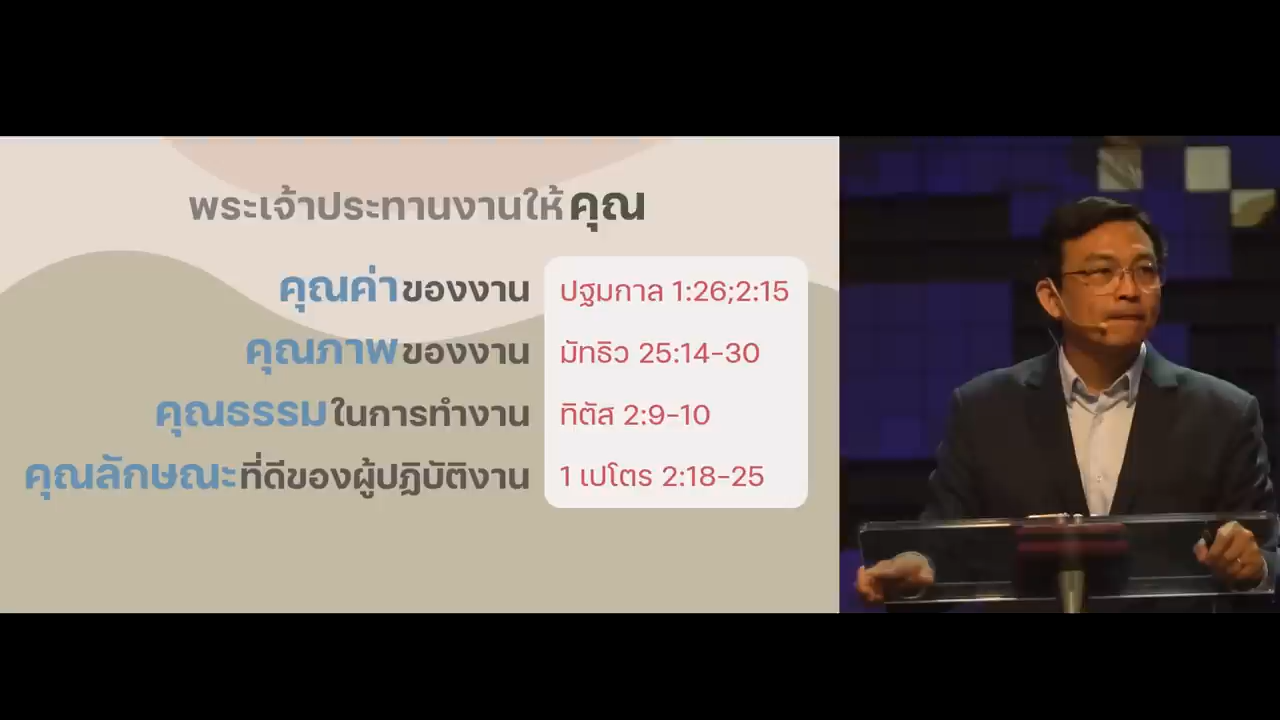 พระเจ้าประทานงานให้คุณ
คุณค่าของงาน ปฐมกาล 1:26;2:15
คุณภาพของงาน มัทธิว 25:14-30
คุณธรรมในการทำงาน ทิตัส 2:9-10
คุณลักษณะที่ดีของผู้ปฏิบัติงาน 1 เปโตร 2:18-25